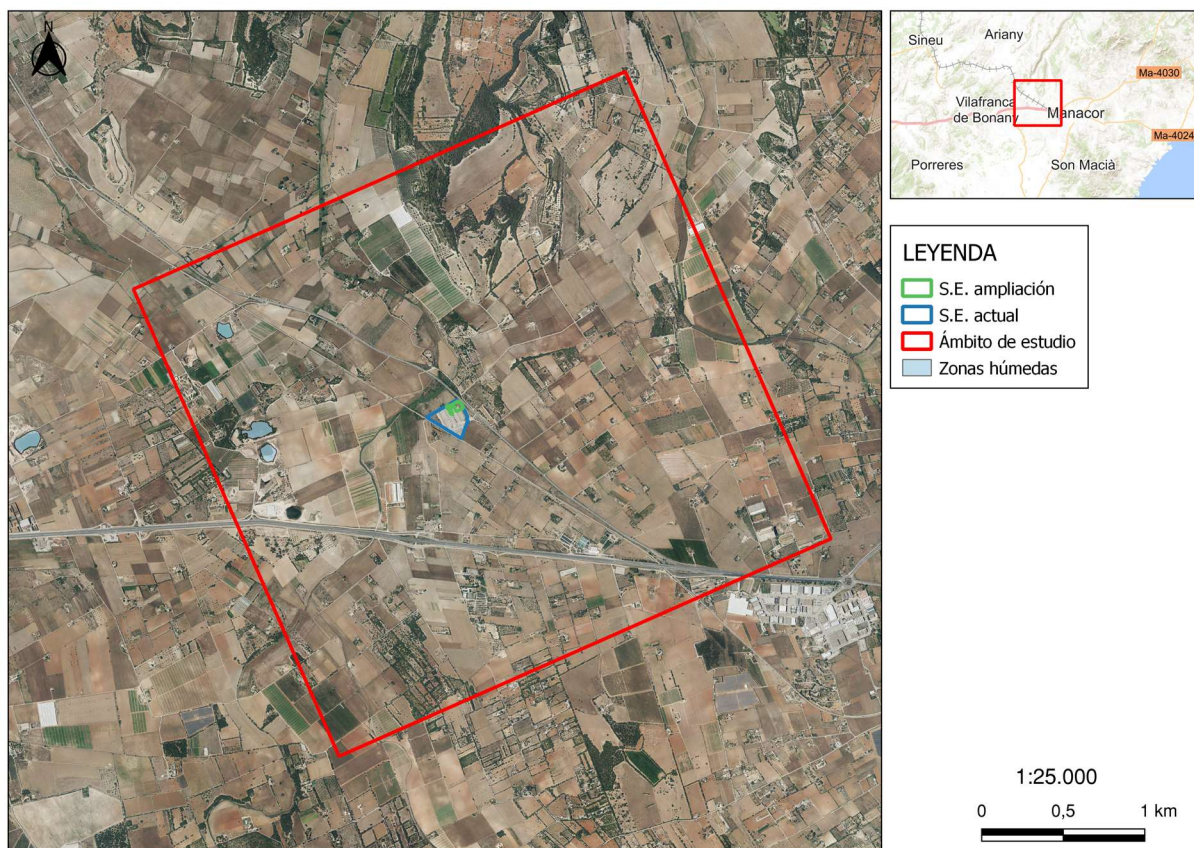 N
Sineu
Ariany
Ma-4030
Vilafranca
de Bonany
Manacor
Ma-4024
Porreres
Son Macià
LEYENDA
S.E. ampliación
S.E. actual
Ámbito de estudio
Zonas húmedas
1:25.000
0 0,5 1 km